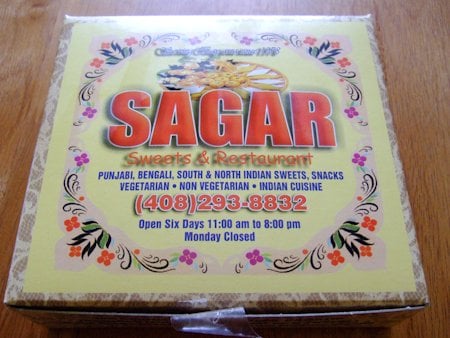 SAGAR
Sweets & Restaurant
PUNJABI, BENGALI, SOUTH & NORTH INDIAN SWEETS, SNACKS
VEGETARIAN • NON VEGETARIAN • INDIAN CUISINE
(408)293-8832
Open Six Days 11:00 am to 8:00 pm
Monday Closed